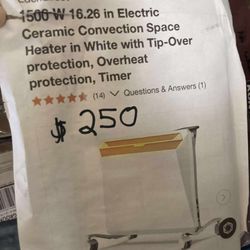 1500 W 16.26 in Electric
Ceramic Convection Space
Heater in White with Tip-Over
protection, Overheat
protection, Timer
(14) Questions & Answers (1)
$ 250